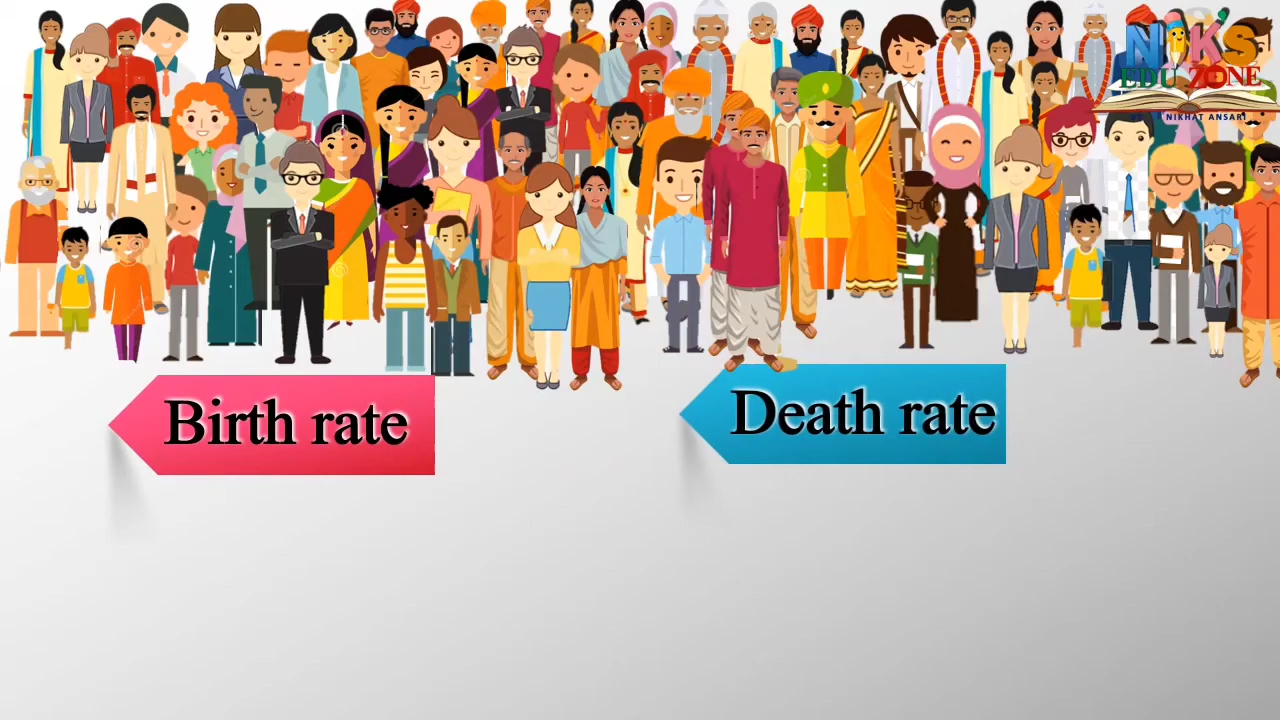 NIKS
EDU ZONE
NIKHAT ANSARI
Birth rate
Death rate